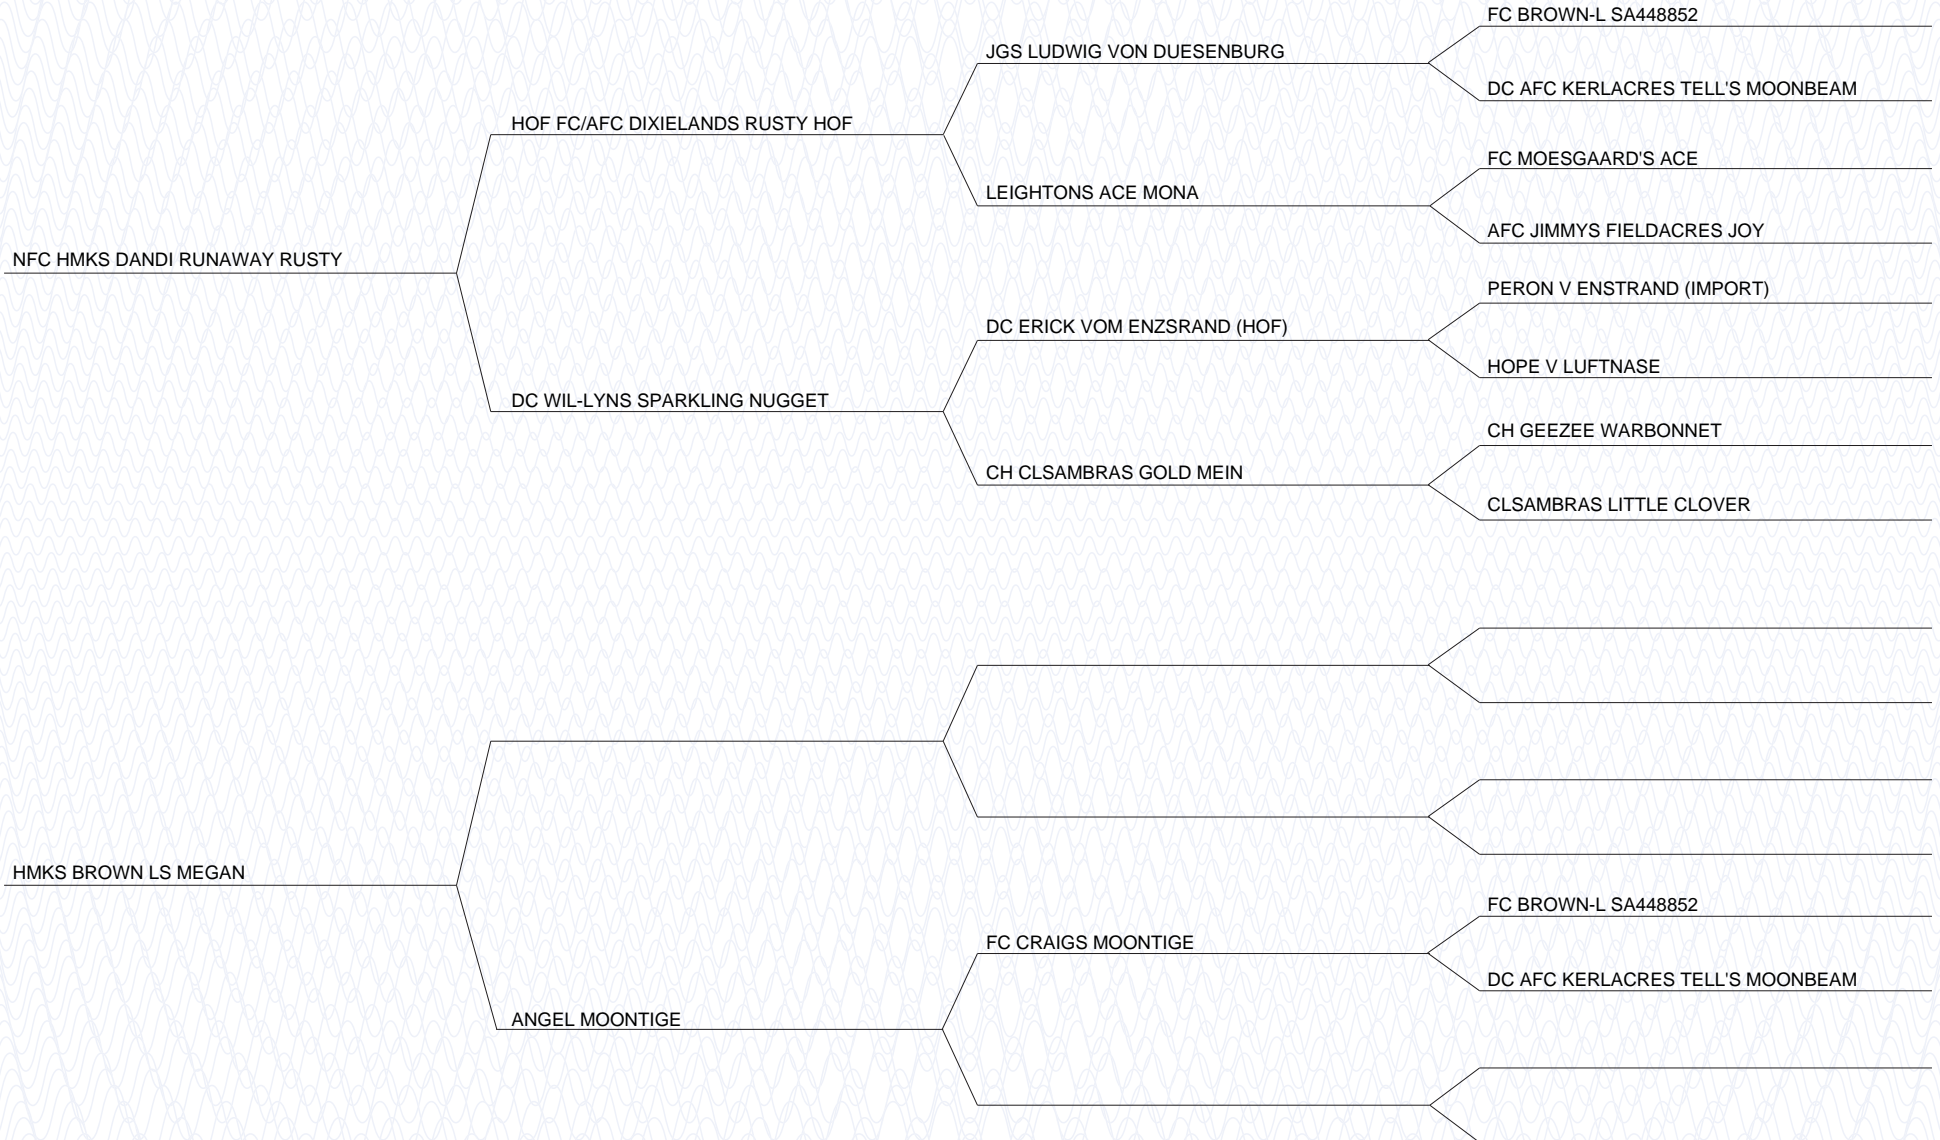 FC BROWN-L SA448852
JGS LUDWIG VON DUESENBURG
DC AFC KERLACRES TELL'S MOONBEAM
HOF FC/AFC DIXIELANDS RUSTY HOF
FC MOESGAARD'S ACE
LEIGHTONS ACE MONA
AFC JIMMYS FIELDACRES JOY
NFC HMKS DANDI RUNAWAY RUSTY
PERON V ENSTRAND (IMPORT)
DC ERICK VOM ENZSRAND (HOF)
HOPE V LUFTNASE
DC WIL-LYNS SPARKLING NUGGET
CH GEEZEE WARBONNET
CH CLSAMBRAS GOLD MEIN
CLSAMBRAS LITTLE CLOVER
HMKS BROWN LS MEGAN
FC BROWN-L SA448852
FC CRAIGS MOONTIGE
DC AFC KERLACRES TELL'S MOONBEAM
ANGEL MOONTIGE